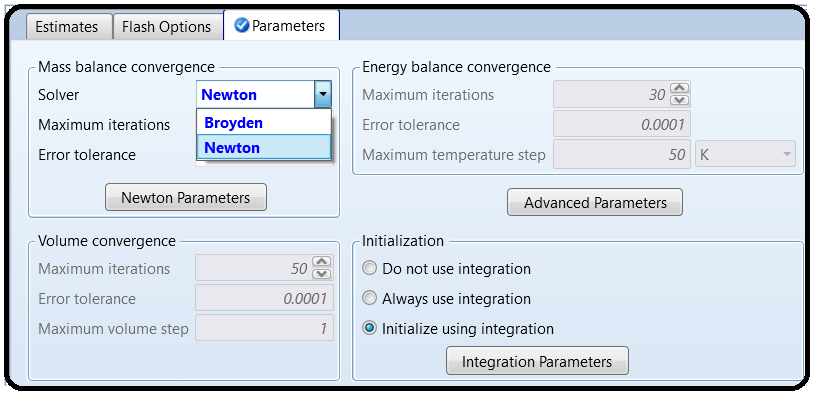 Estimates
Flash Options
Parameters
Mass balance convergence
Solver
Newton
Broyden
Newton
Maximum iterations
Error tolerance
Newton Parameters
Energy balance convergence
Maximum iterations 30
Error tolerance 0.0001
Maximum temperature step 50 K
Advanced Parameters
Volume convergence
Maximum iterations 50
Error tolerance 0.0001
Maximum volume step 1
Initialization
Do not use integration
Always use integration
Initialize using integration
Integration Parameters